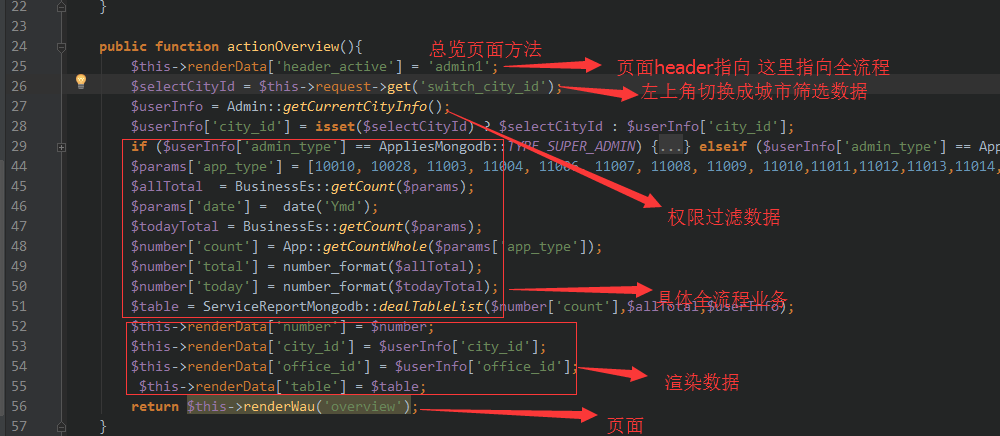 22 }
23
24 public function actionOverview(){ 总览页面方法
25 $this->renderData['header_active'] = 'admin1'; 页面header指向 这里指向全流程
26 $selectCityId = $this->request->get('switch_city_id'); 左上角切换成城市筛选数据
27 $userInfo = Admin::getCurrentCityInfo();
28 $userInfo['city_id'] = isset($selectCityId) ? $selectCityId : $userInfo['city_id'];
29 if ($userInfo['admin_type'] == AppliesMongodb::TYPE_SUPER_ADMIN) {...} elseif ($userInfo['admin_type'] == App
44 $params['app_type'] = [10010, 10028, 11003, 11004, 11006, 11007, 11008, 11009, 11010,11011,11012,11013,11014,
45 $allTotal = BusinessEs::getCount($params);
46 $params['date'] = date('Ymd'); 权限过滤数据
47 $todayTotal = BusinessEs::getCount($params);
48 $number['count'] = App::getCountWhole($params['app_type']);
49 $number['total'] = number_format($allTotal);
50 $number['today'] = number_format($todayTotal); 具体全流程业务
51 $table = ServiceReportMongodb::dealTableList($number['count'],$allTotal,$userInfo);
52 $this->renderData['number'] = $number;
53 $this->renderData['city_id'] = $userInfo['city_id'];
54 $this->renderData['office_id'] = $userInfo['office_id']; 渲染数据
55 $this->renderData['table'] = $table;
56 return $this->renderWau('overview'); 页面
57 }